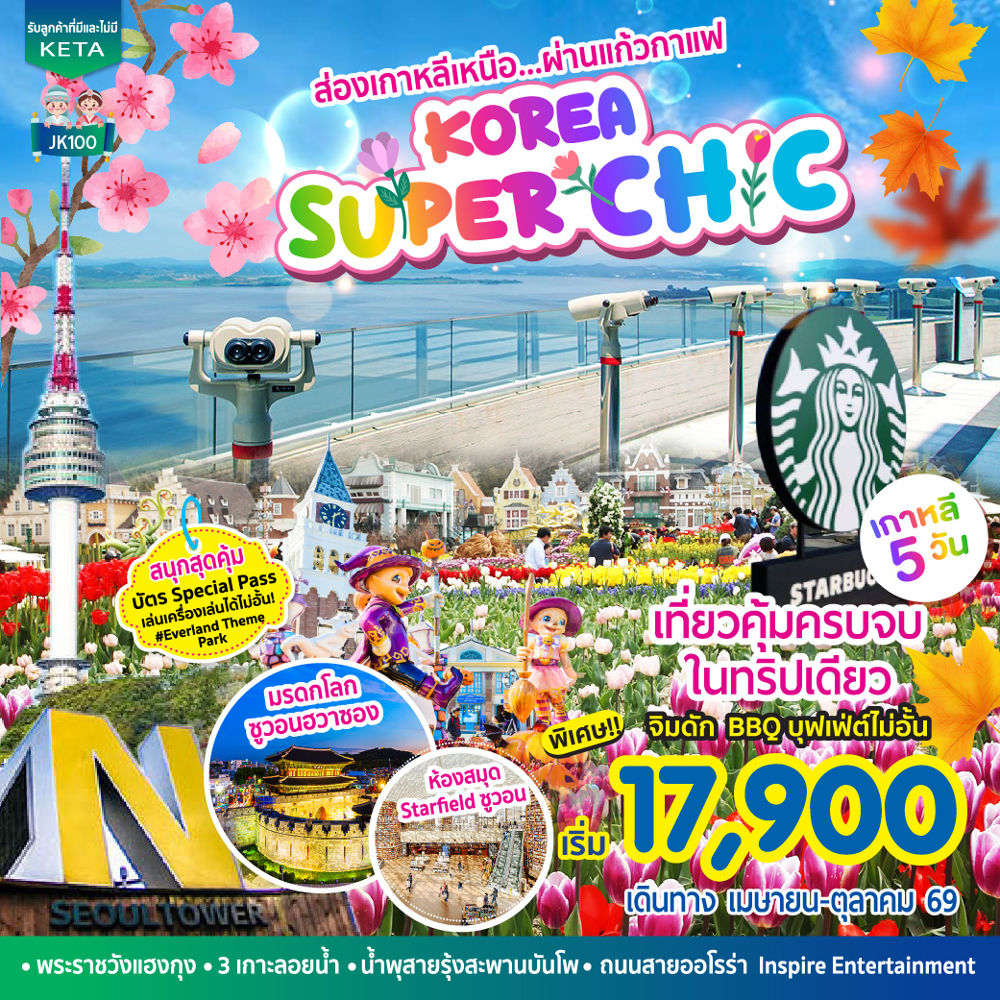 รับลูกค้าที่มีและไม่มี
KETA
JK100
ส่องเกาหลีเหนือ...ผ่านแก้วกาแฟ
KOREA
SUPER CHIC
เกาหลี
5 วัน
STARBUC
สนุกสุดคุ้ม
บัตร Special Pass
เล่นเครื่องเล่นได้ไม่อั้น!
#Everland Theme
Park
เที่ยวคุ้มครบจบ
ในทริปเดียว
มรดกโลก
ซูวอนฮวาซอง
พิเศษ!!
จิมดัก BBQ บุฟเฟ่ต์ไม่อั้น
ห้องสมุด
Starfield ซูวอน
เริ่ม 17,900
เดินทาง เมษายน-ตุลาคม 69
N
SEOULTOWER
• พระราชวังแฮงกุง • 3 เกาะลอยน้ำ • น้ำพุสายรุ้งสะพานบันโพ • ถนนสายออโรร่า Inspire Entertainment